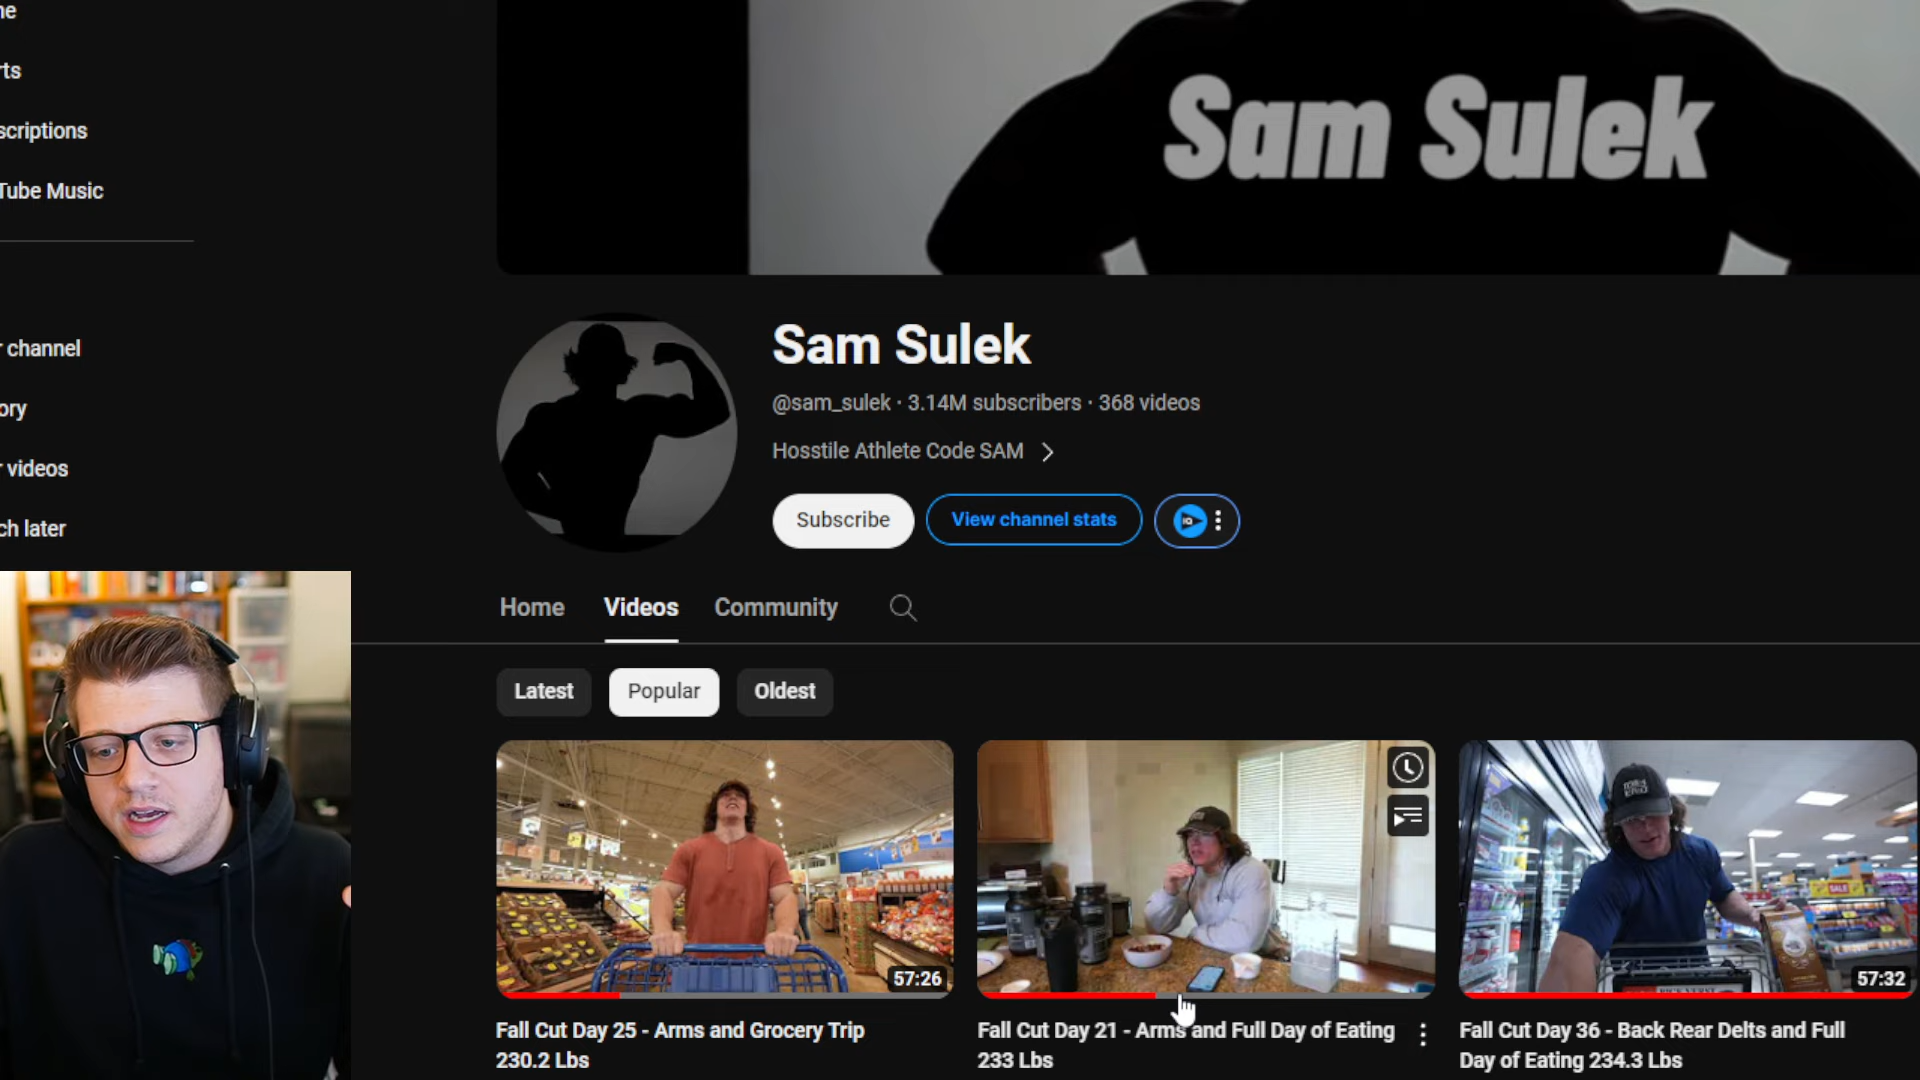 ne
rts
scriptions
Tube Music
r channel
ory
r videos
ch later
Sam Sulek
Sam Sulek
@sam_sulek · 3.14M subscribers · 368 videos
Hosstile Athlete Code SAM
Subscribe
View channel stats
IQ
Home
Videos
Community
Latest
Popular
Oldest
57:26
57:32
SALE
Fall Cut Day 25 - Arms and Grocery Trip
230.2 Lbs
Fall Cut Day 21 - Arms and Full Day of Eating
233 Lbs
Fall Cut Day 36 - Back Rear Delts and Full
Day of Eating 234.3 Lbs